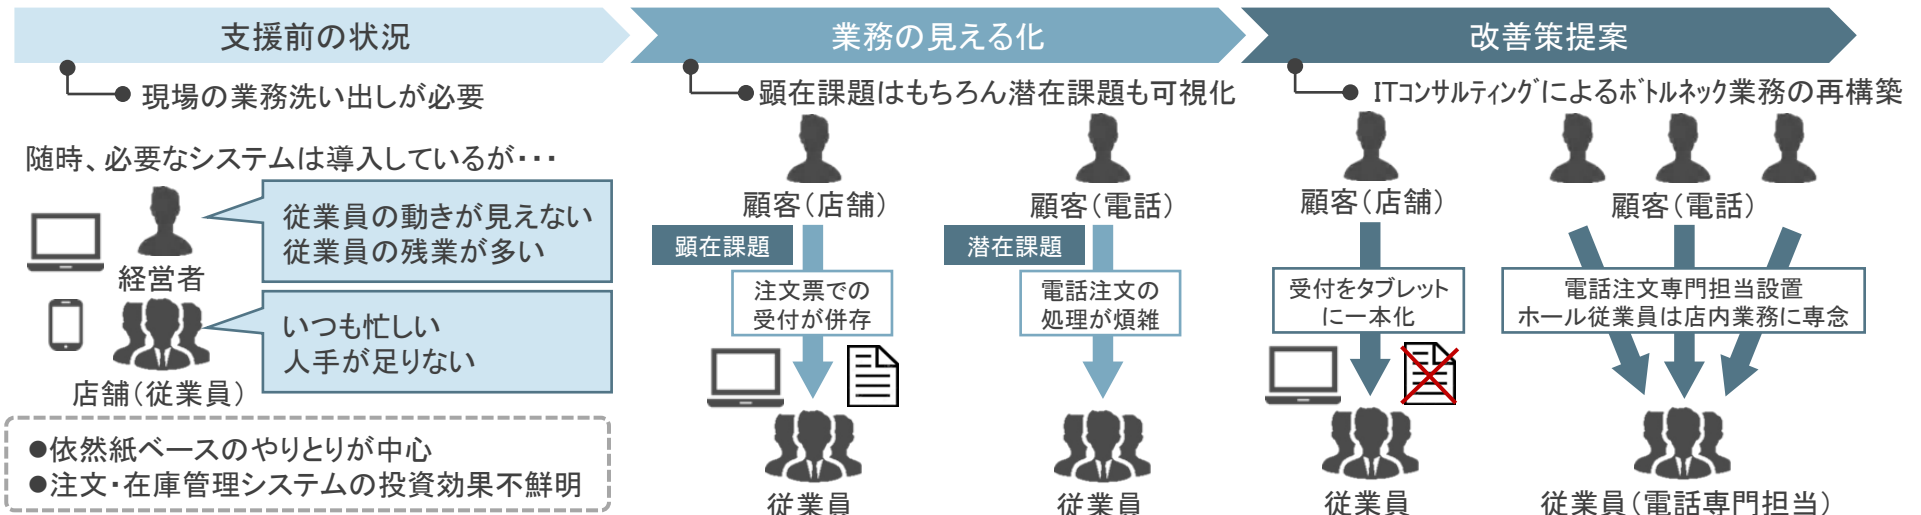 支援前の状況
現場の業務洗い出しが必要
随時、必要なシステムは導入しているが・・・
従業員の動きが見えない
従業員の残業が多い
経営者
いつも忙しい
人手が足りない
店舗(従業員)
●依然紙ベースのやりとりが中心
●注文・在庫管理システムの投資効果不鮮明
業務の見える化
顕在課題はもちろん潜在課題も可視化
顧客(店舗)
顕在課題
注文票での
受付が併存
従業員
顧客(電話)
潜在課題
電話注文の
処理が煩雑
従業員
改善策提案
ITコンサルティングによるボトルネック業務の再構築
顧客(店舗)
受付をタブレット
に一本化
従業員
顧客(電話)
電話注文専門担当設置
ホール従業員は店内業務に専念
従業員(電話専門担当)